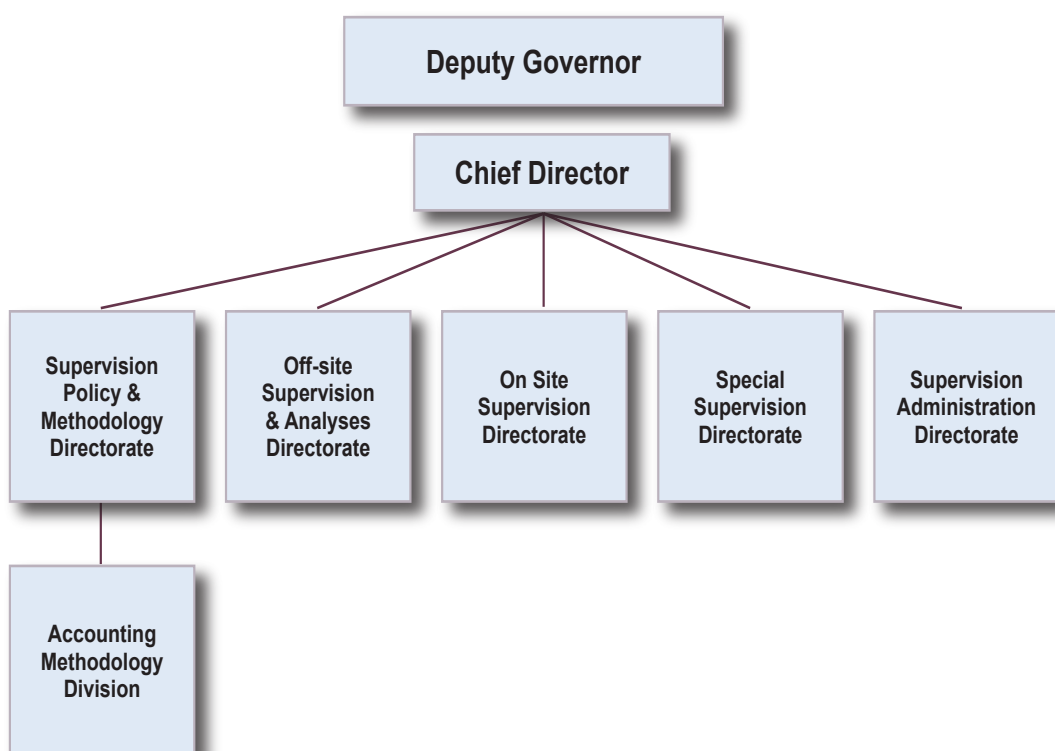 Deputy Governor
Chief Director
Supervision
Policy &
Methodology
Directorate
Off-site
Supervision
& Analyses
Directorate
On Site
Supervision
Directorate
Special
Supervision
Directorate
Supervision
Administration
Directorate
Accounting
Methodology
Division